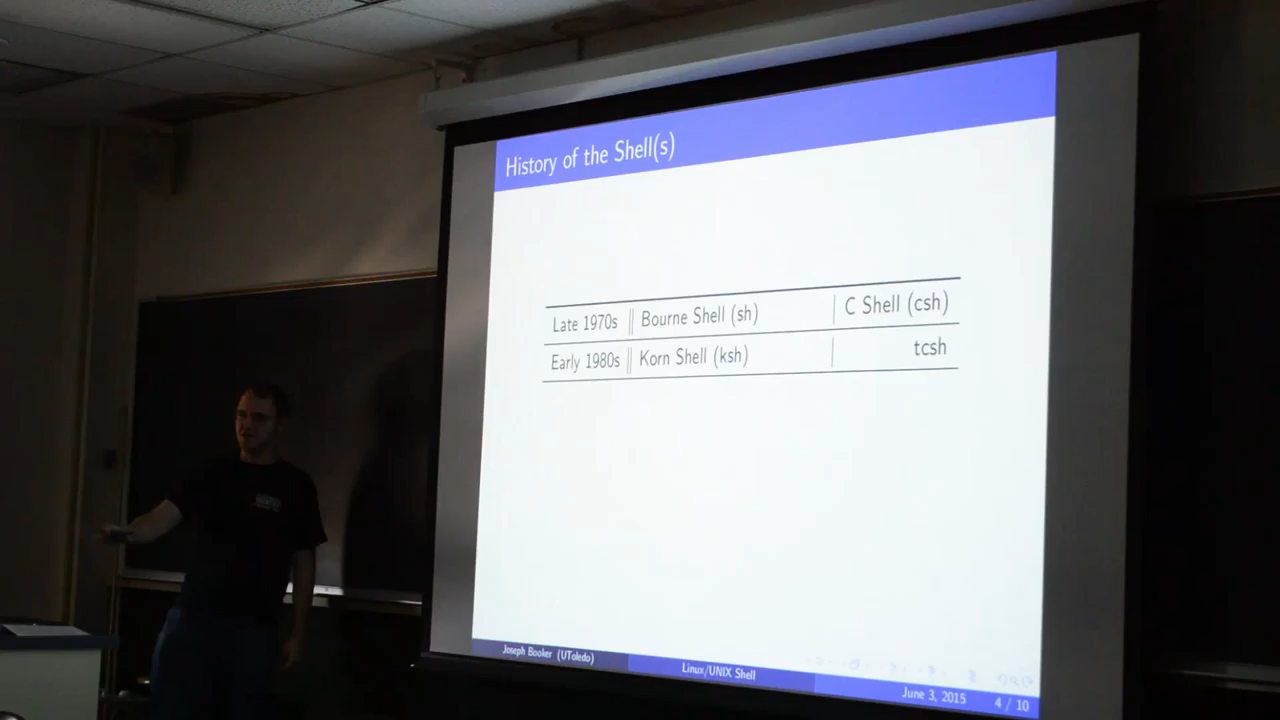 History of the Shell(s)
Late 1970s Bourne Shell (sh) C Shell (csh)
Early 1980s Korn Shell (ksh) tcsh
Joseph Booker (UToledo) Linux/UNIX Shell June 3, 2015 4 / 10